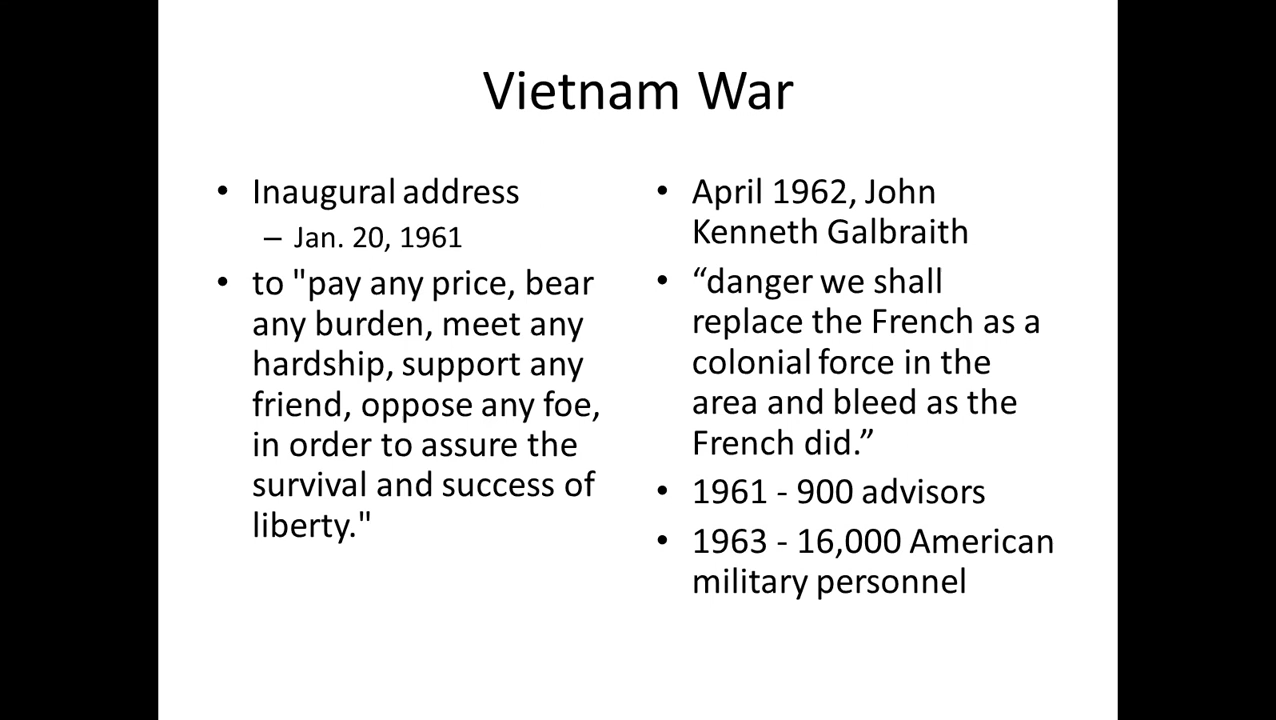 Vietnam War
• Inaugural address
– Jan. 20, 1961
• to "pay any price, bear
any burden, meet any
hardship, support any
friend, oppose any foe,
in order to assure the
survival and success of
liberty."
• April 1962, John
Kenneth Galbraith
• “danger we shall
replace the French as a
colonial force in the
area and bleed as the
French did.”
• 1961 - 900 advisors
• 1963 - 16,000 American
military personnel